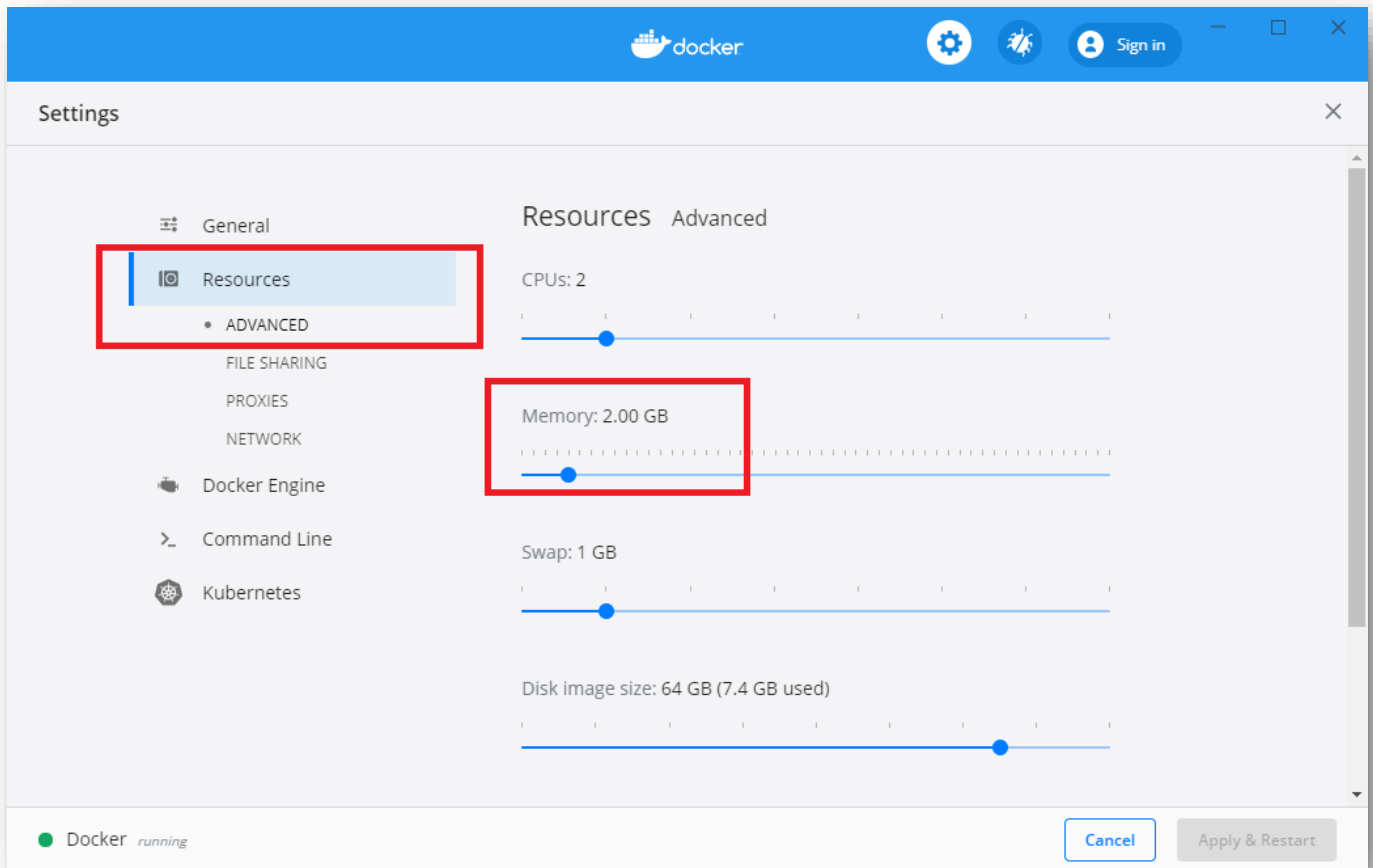 docker
Sign in
Settings
General
Resources
ADVANCED
FILE SHARING
PROXIES
NETWORK
Docker Engine
Command Line
Kubernetes
Resources Advanced
CPUs: 2
Memory: 2.00 GB
Swap: 1 GB
Disk image size: 64 GB (7.4 GB used)
Docker running
Cancel
Apply & Restart